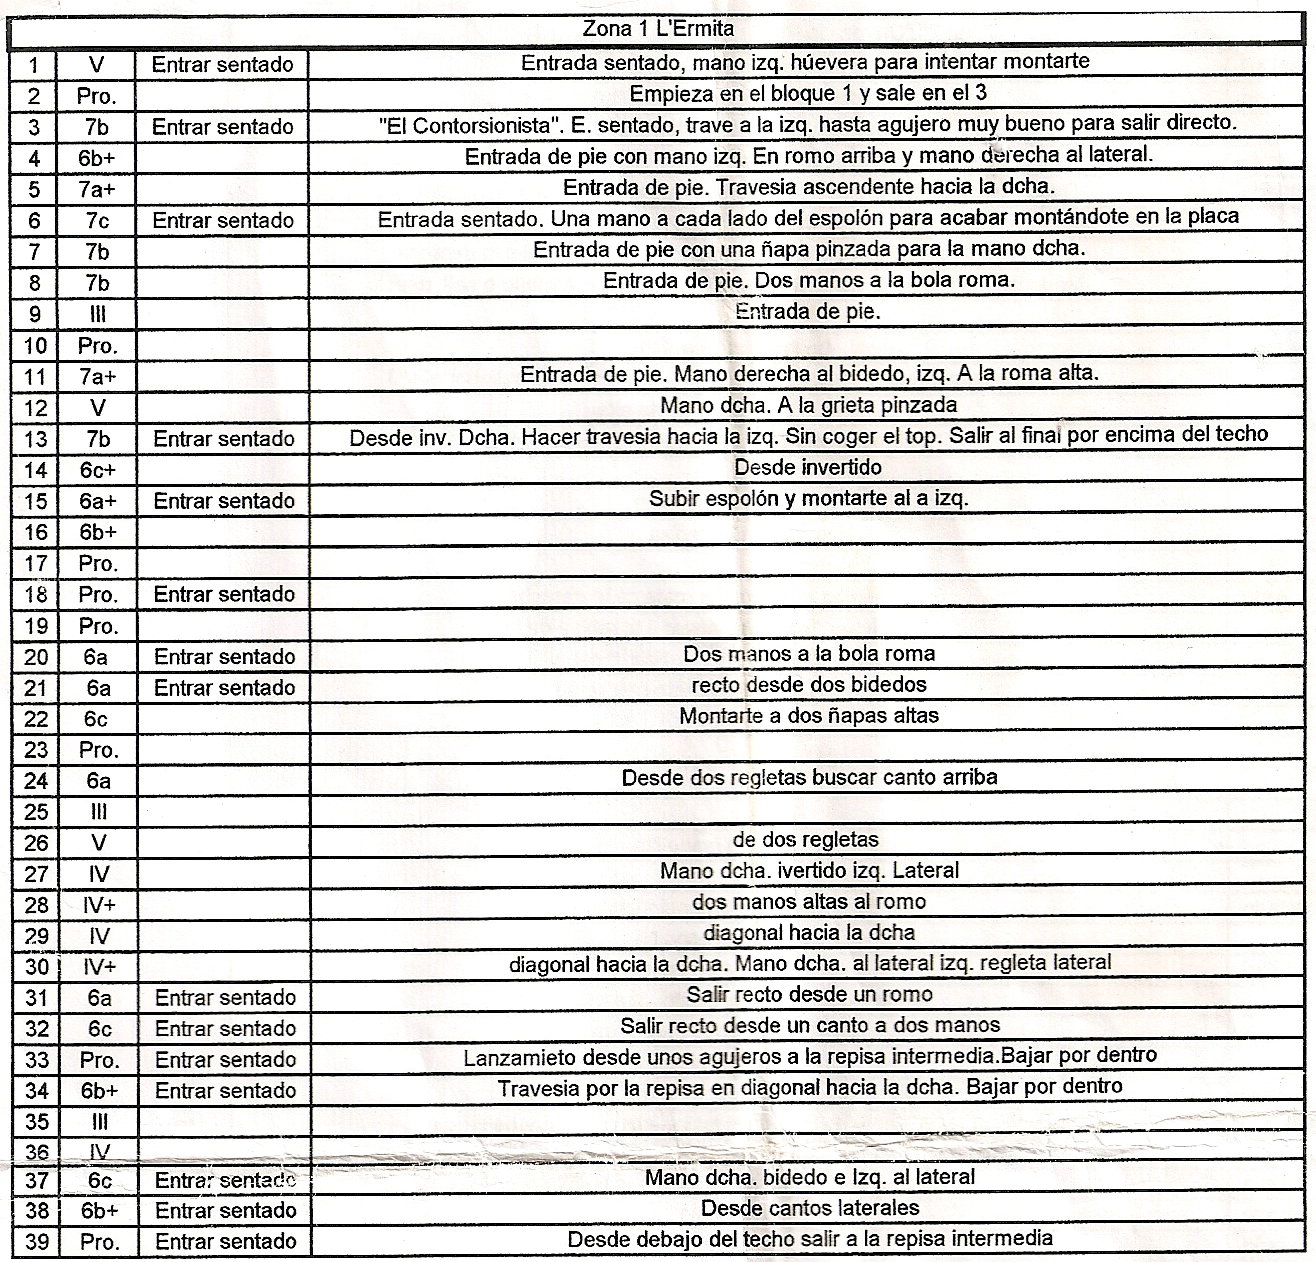 Zona 1 L'Ermita
1 V Entrar sentado Entrada sentado, mano izq. húevera para intentar montarte
2 Pro. Empieza en el bloque 1 y sale en el 3
3 7b Entrar sentado "El Contorsionista". E. sentado, trave a la izq. hasta agujero muy bueno para salir directo.
4 6b+ Entrada de pie con mano izq. En romo arriba y mano derecha al lateral.
5 7a+ Entrada de pie. Travesia ascendente hacia la dcha.
6 7c Entrar sentado Entrada sentado. Una mano a cada lado del espolón para acabar montándote en la placa
7 7b Entrada de pie con una ñapa pinzada para la mano dcha.
8 7b Entrada de pie. Dos manos a la bola roma.
9 III Entrada de pie.
10 Pro.
11 7a+ Entrada de pie. Mano derecha al bidedo, izq. A la roma alta.
12 V Mano dcha. A la grieta pinzada
13 7b Entrar sentado Desde inv. Dcha. Hacer travesia hacia la izq. Sin coger el top. Salir al final por encima del techo
14 6c+ Desde invertido
15 6a+ Entrar sentado Subir espolón y montarte al a izq.
16 6b+
17 Pro.
18 Pro. Entrar sentado
19 Pro.
20 6a Entrar sentado Dos manos a la bola roma
21 6a Entrar sentado recto desde dos bidedos
22 6c Montarte a dos ñapas altas
23 Pro.
24 6a Desde dos regletas buscar canto arriba
25 III
26 V de dos regletas
27 IV Mano dcha. ivertido izq. Lateral
28 IV+ dos manos altas al romo
29 IV diagonal hacia la dcha
30 IV+ diagonal hacia la dcha. Mano dcha. al lateral izq. regleta lateral
31 6a Entrar sentado Salir recto desde un romo
32 6c Entrar sentado Salir recto desde un canto a dos manos
33 Pro. Entrar sentado Lanzamieto desde unos agujeros a la repisa intermedia.Bajar por dentro
34 6b+ Entrar sentado Travesia por la repisa en diagonal hacia la dcha. Bajar por dentro
35 III
36 IV
37 6c Entrar sentado Mano dcha. bidedo e Izq. al lateral
38 6b+ Entrar sentado Desde cantos laterales
39 Pro. Entrar sentado Desde debajo del techo salir a la repisa intermedia